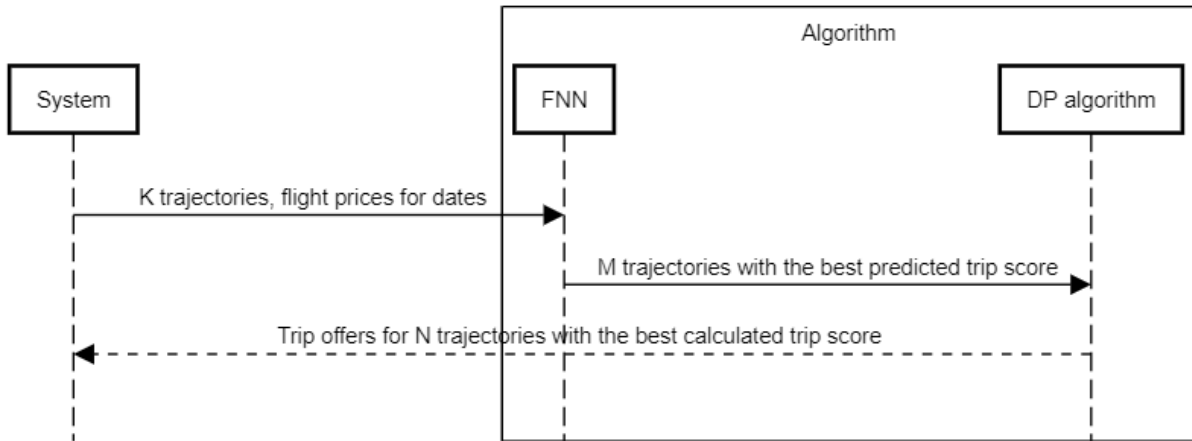 Algorithm
System
FNN
DP algorithm
K trajectories, flight prices for dates
M trajectories with the best predicted trip score
Trip offers for N trajectories with the best calculated trip score